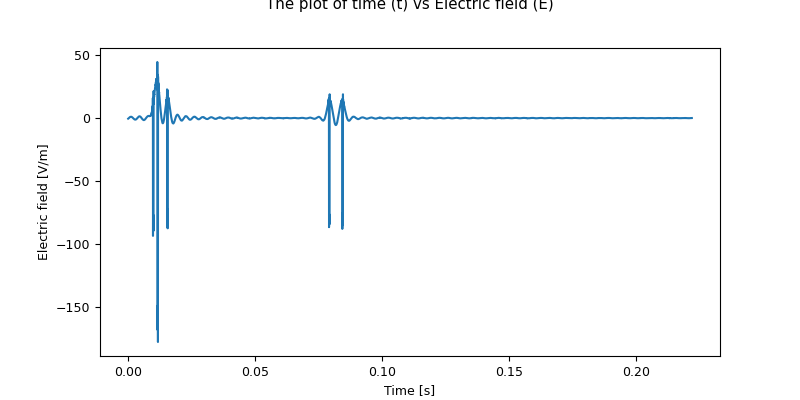 The plot of time (t) vs Electric field (E)
50
0
−50
−100
−150
Electric field [V/m]
0.00 0.05 0.10 0.15 0.20
Time [s]